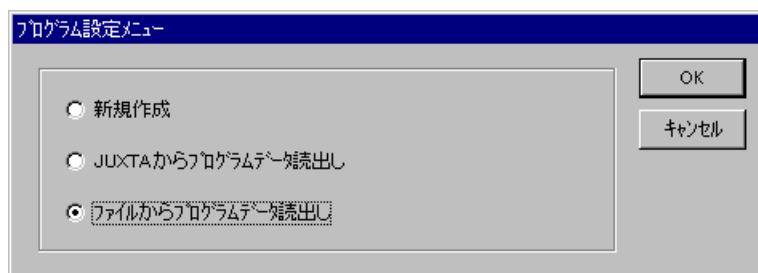 ﾌﾟﾛｸﾞﾗﾑ設定ﾒﾆｭｰ
OK
新規作成
ｷｬﾝｾﾙ
JUXTAからﾌﾟﾛｸﾞﾗﾑﾃﾞｰﾀ読出し
ﾌｧｲﾙからﾌﾟﾛｸﾞﾗﾑﾃﾞｰﾀ読出し